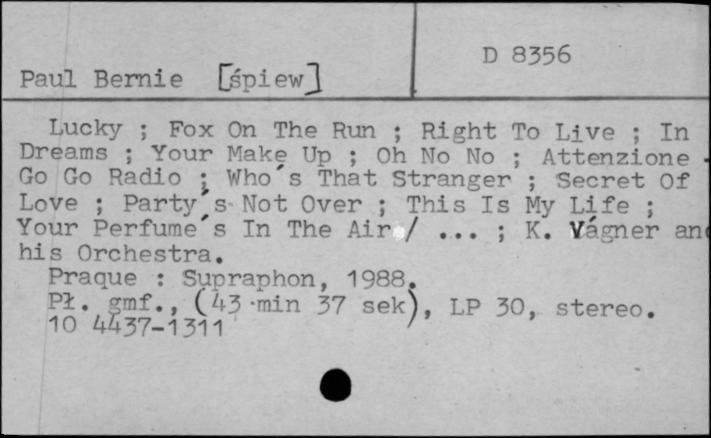 D 8356
Paul Bernie [śpiew]
Lucky ; Fox On The Run ; Right To Live ; In
Dreams ; Your Make Up ; Oh No No ; Attenzione -
Go Go Radio ; Who´s That Stranger ; Secret Of
Love ; Party´s Not Over ; This Is My Life ;
Your Perfume´s In The Air / ... ; K. Vágner and
his Orchestra.
Praque : Supraphon, 1988.
Pł. gmf., (43 min 37 sek), LP 30, stereo.
10 4437-1311